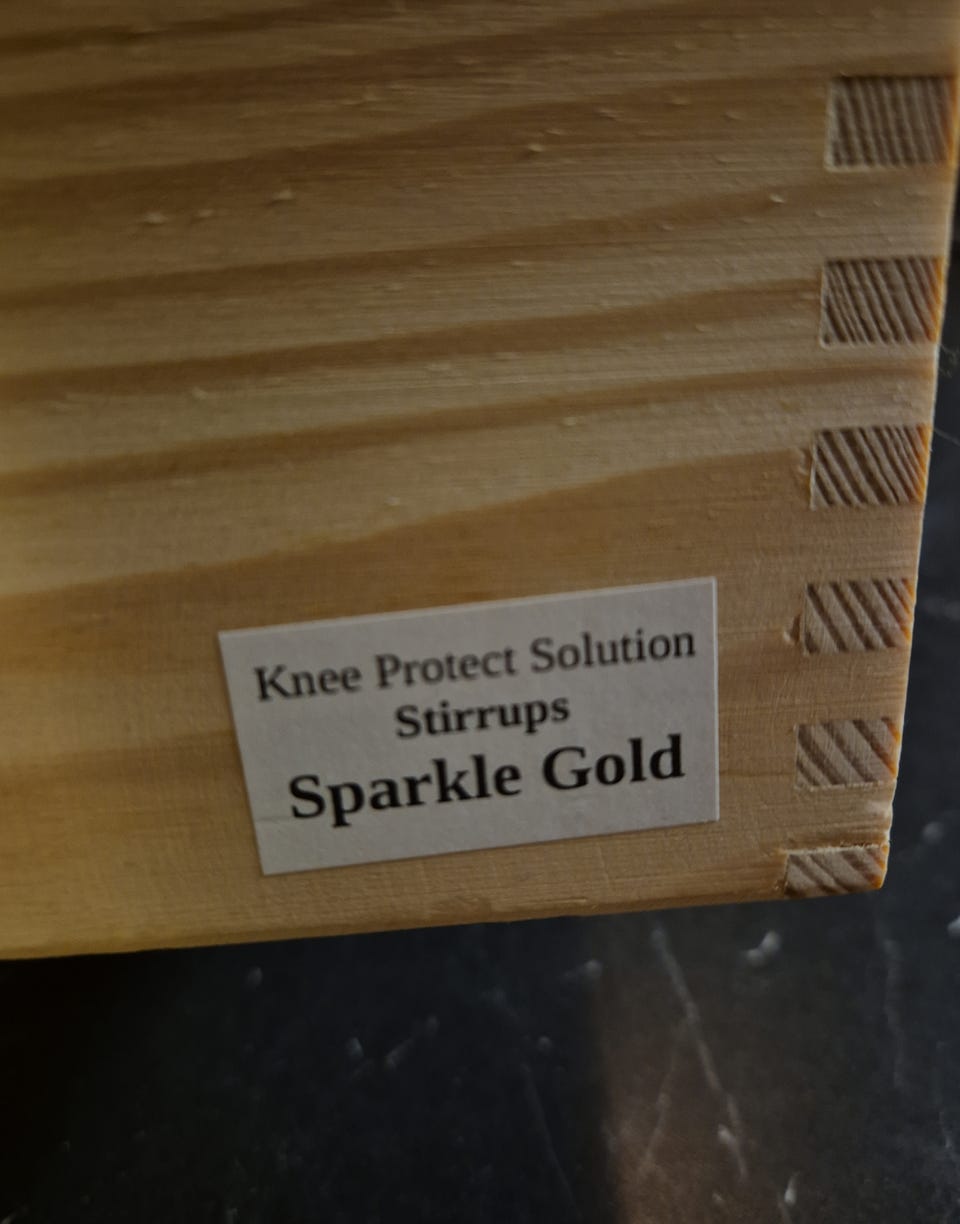 Knee Protect Solution
Stirrups
Sparkle Gold